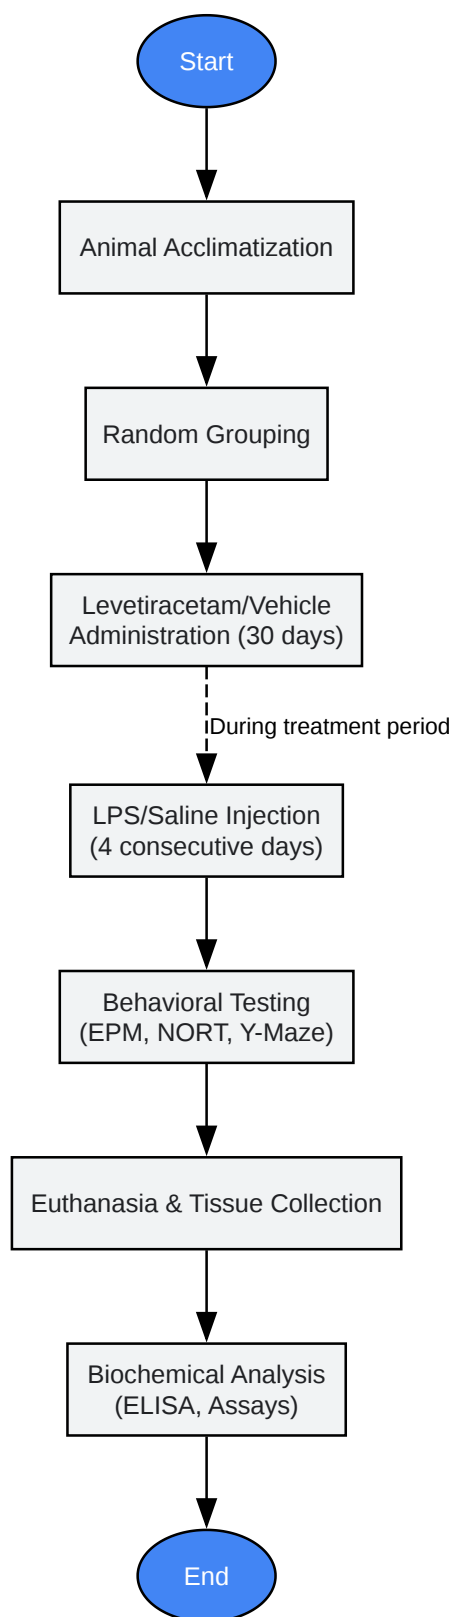 Start
Animal Acclimatization
Random Grouping
Levetiracetam/Vehicle
Administration (30 days)
During treatment period
LPS/Saline Injection
(4 consecutive days)
Behavioral Testing
(EPM, NORT, Y-Maze)
Euthanasia & Tissue Collection
Biochemical Analysis
(ELISA, Assays)
End